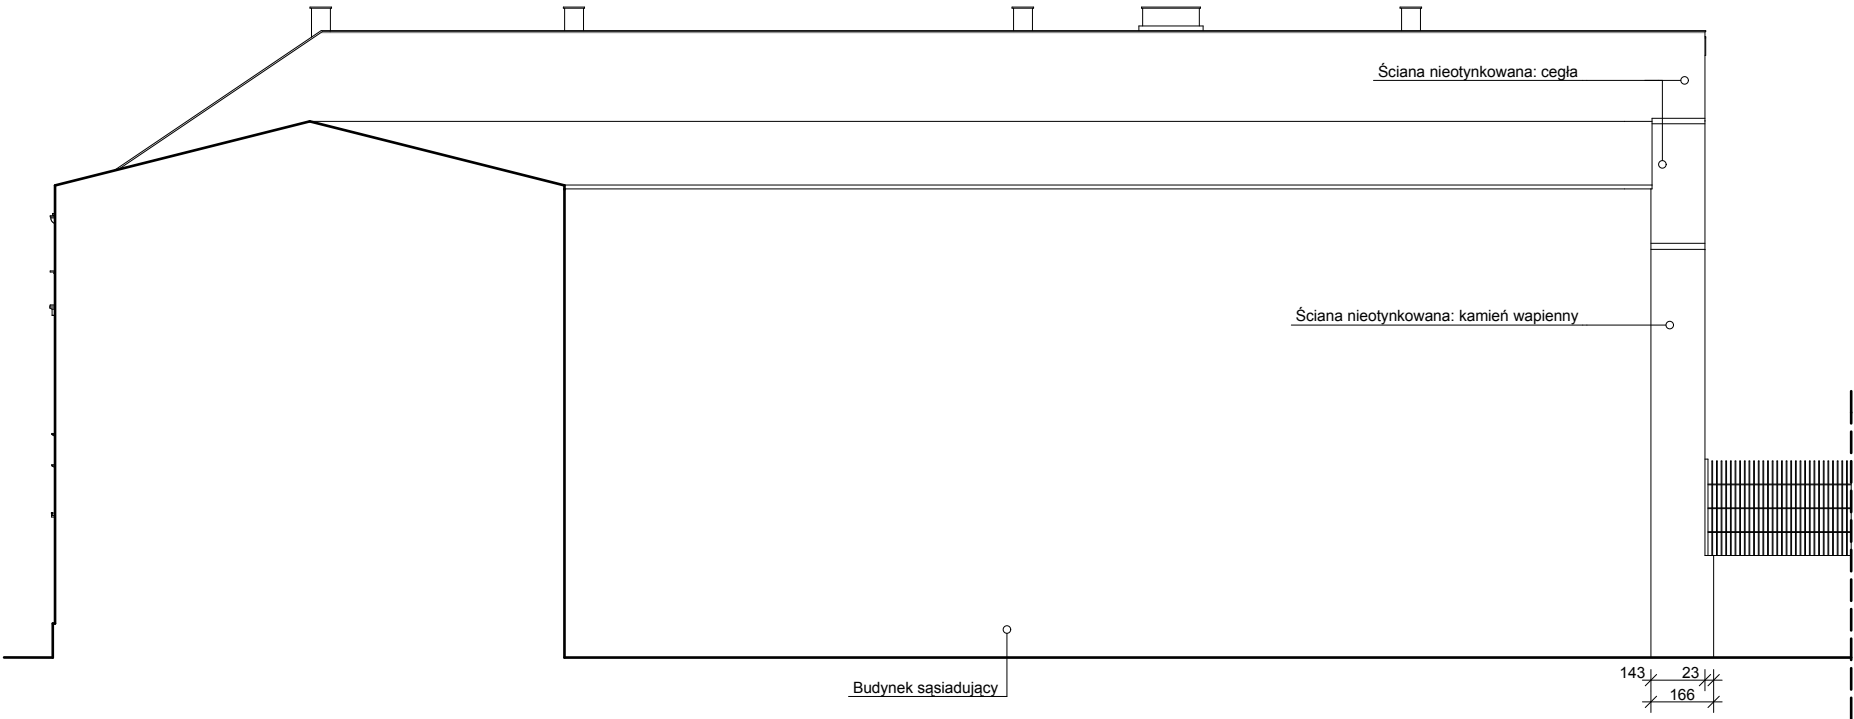 Ściana nieotynkowana: cegła
Ściana nieotynkowana: kamień wapienny
Budynek sąsiadujący
143 23
166